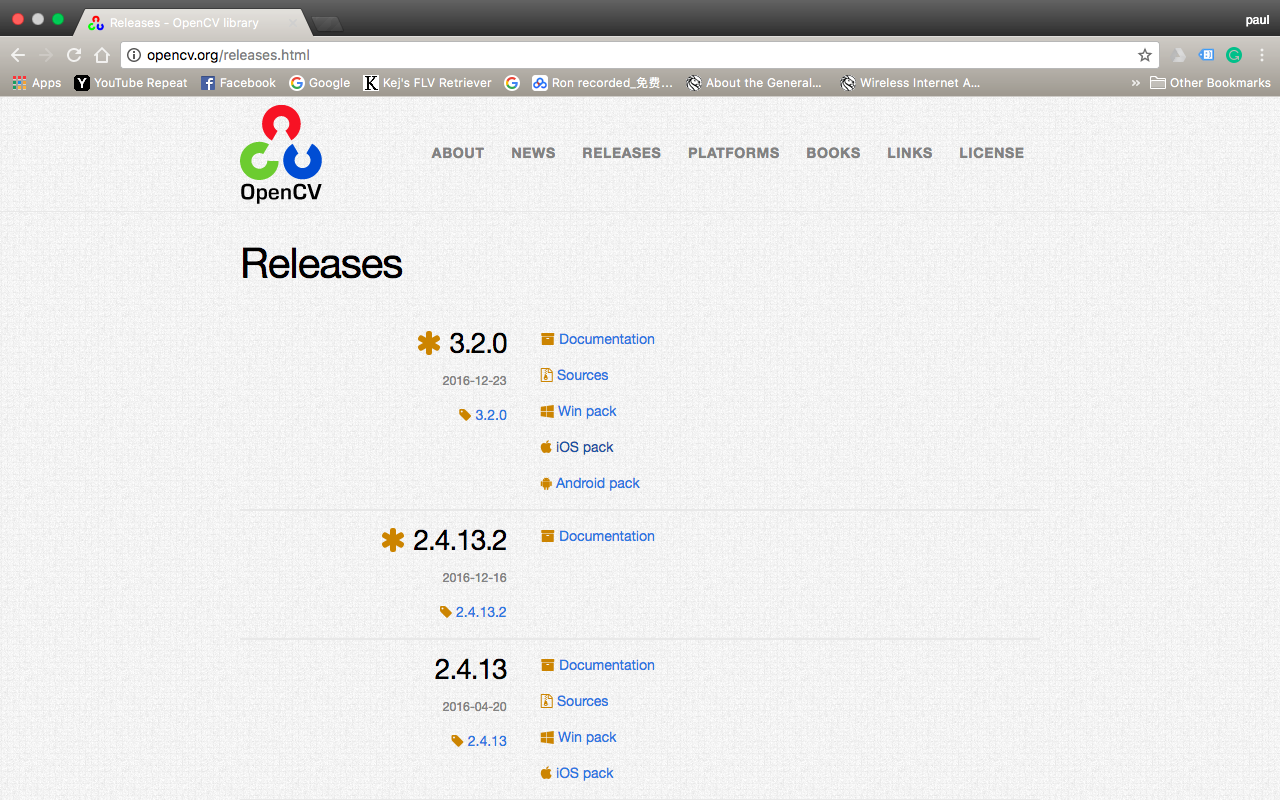 Releases - OpenCV library
paul
opencv.org/releases.html
Apps YouTube Repeat Facebook Google Kej's FLV Retriever Ron recorded_免费... About the General... Wireless Internet A... » Other Bookmarks
OpenCV
ABOUT NEWS RELEASES PLATFORMS BOOKS LINKS LICENSE
Releases
3.2.0
2016-12-23
3.2.0
Documentation
Sources
Win pack
iOS pack
Android pack
2.4.13.2
2016-12-16
2.4.13.2
Documentation
2.4.13
2016-04-20
2.4.13
Documentation
Sources
Win pack
iOS pack